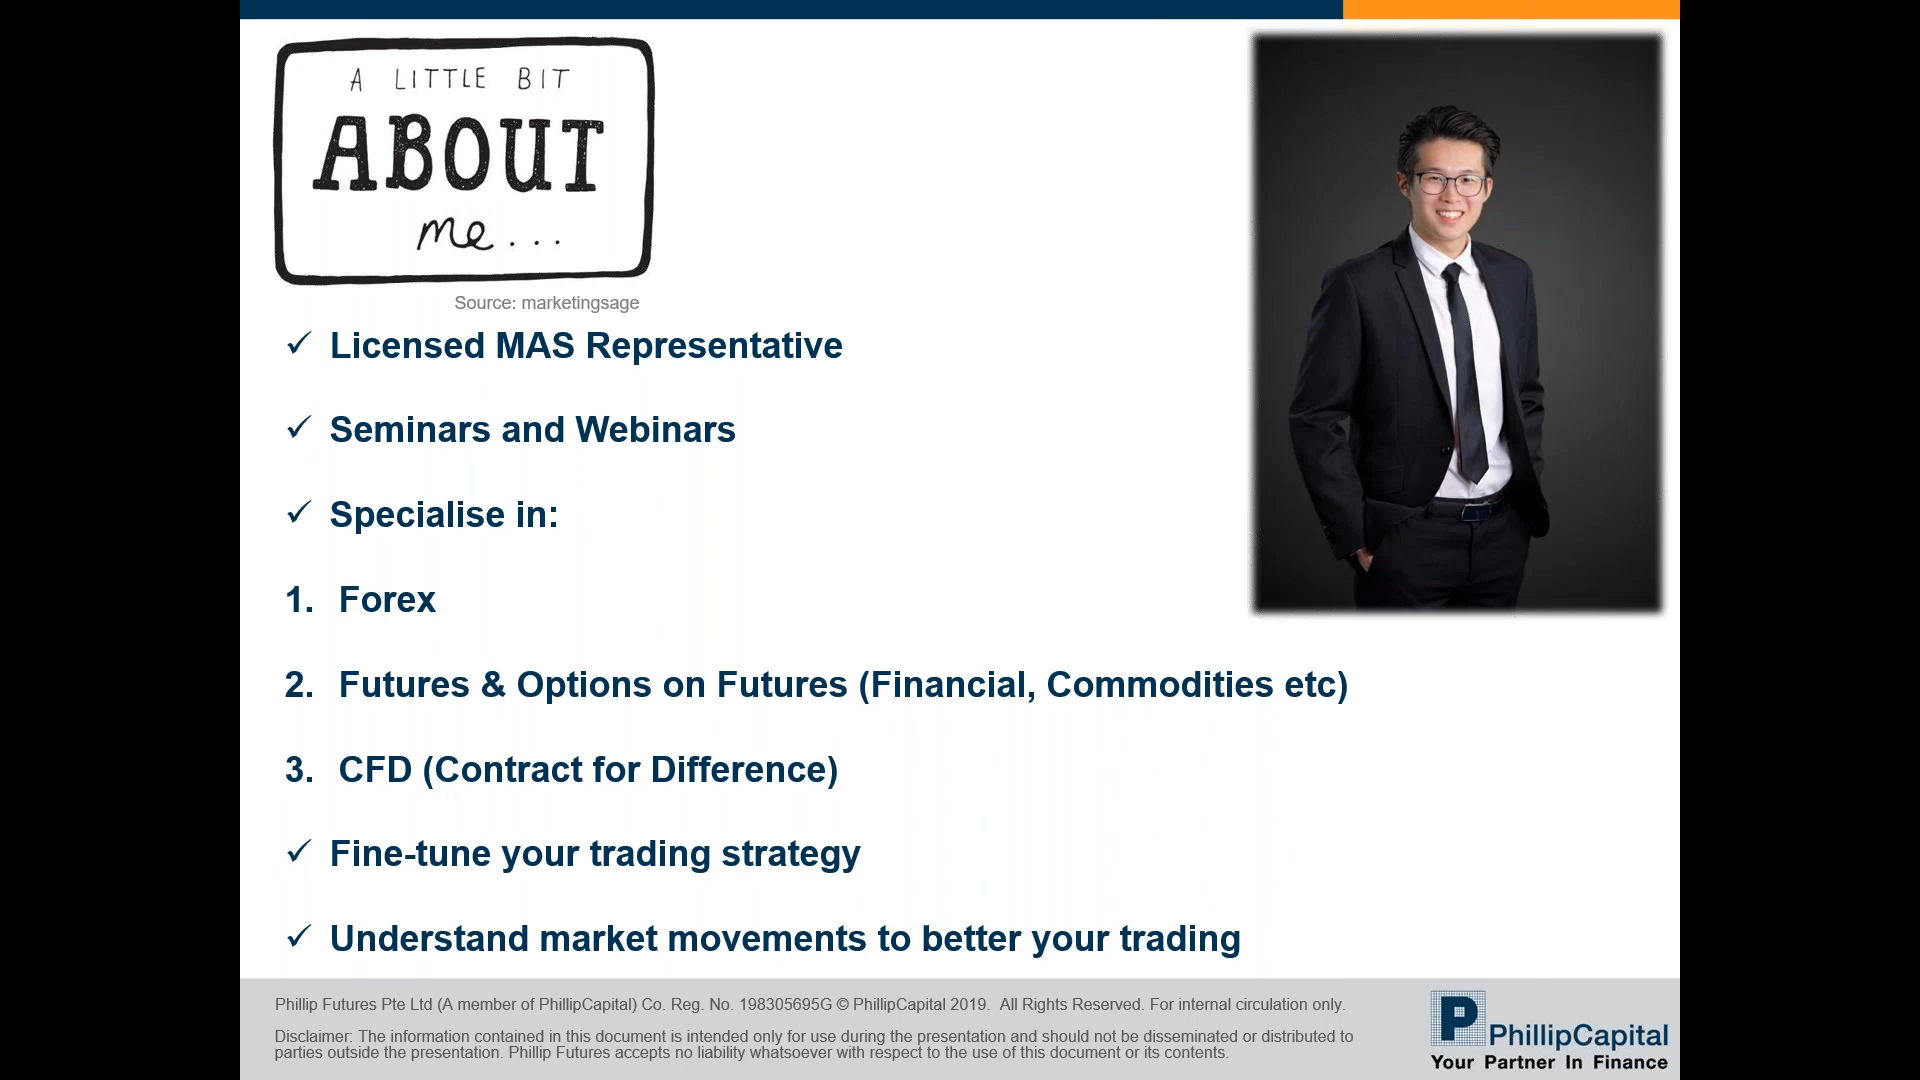 A LITTLE BIT
ABOUT
me...
Source: marketingsage
✓ Licensed MAS Representative
✓ Seminars and Webinars
✓ Specialise in:
1. Forex
2. Futures & Options on Futures (Financial, Commodities etc)
3. CFD (Contract for Difference)
✓ Fine-tune your trading strategy
✓ Understand market movements to better your trading
Phillip Futures Pte Ltd (A member of PhillipCapital) Co. Reg. No. 198305695G © PhillipCapital 2019. All Rights Reserved. For internal circulation only.
Disclaimer: The information contained in this document is intended only for use during the presentation and should not be disseminated or distributed to
parties outside the presentation. Phillip Futures accepts no liability whatsoever with respect to the use of this document or its contents.
P PhillipCapital
Your Partner In Finance